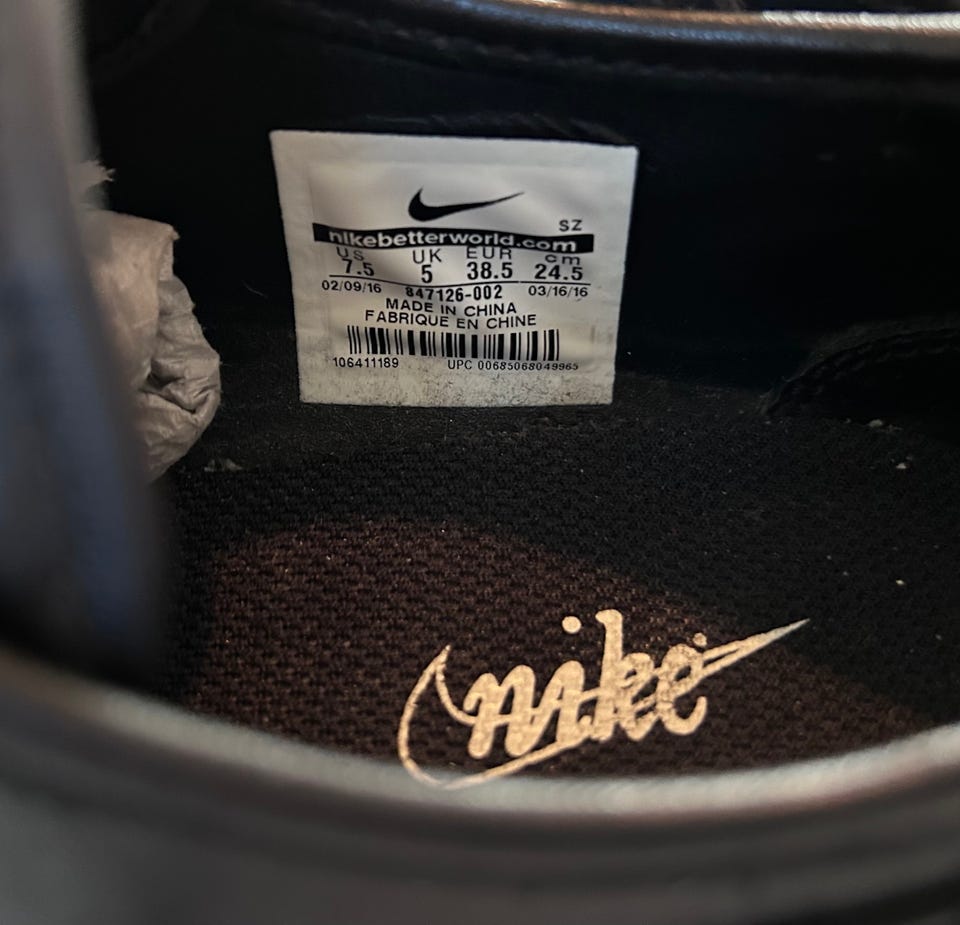 SZ
nikebetterworld.com
US UK EUR cm
7.5 5 38.5 24.5
02/09/16 847126-002 03/16/16
MADE IN CHINA
FABRIQUE EN CHINE
106411189 UPC 00685068049965
nike